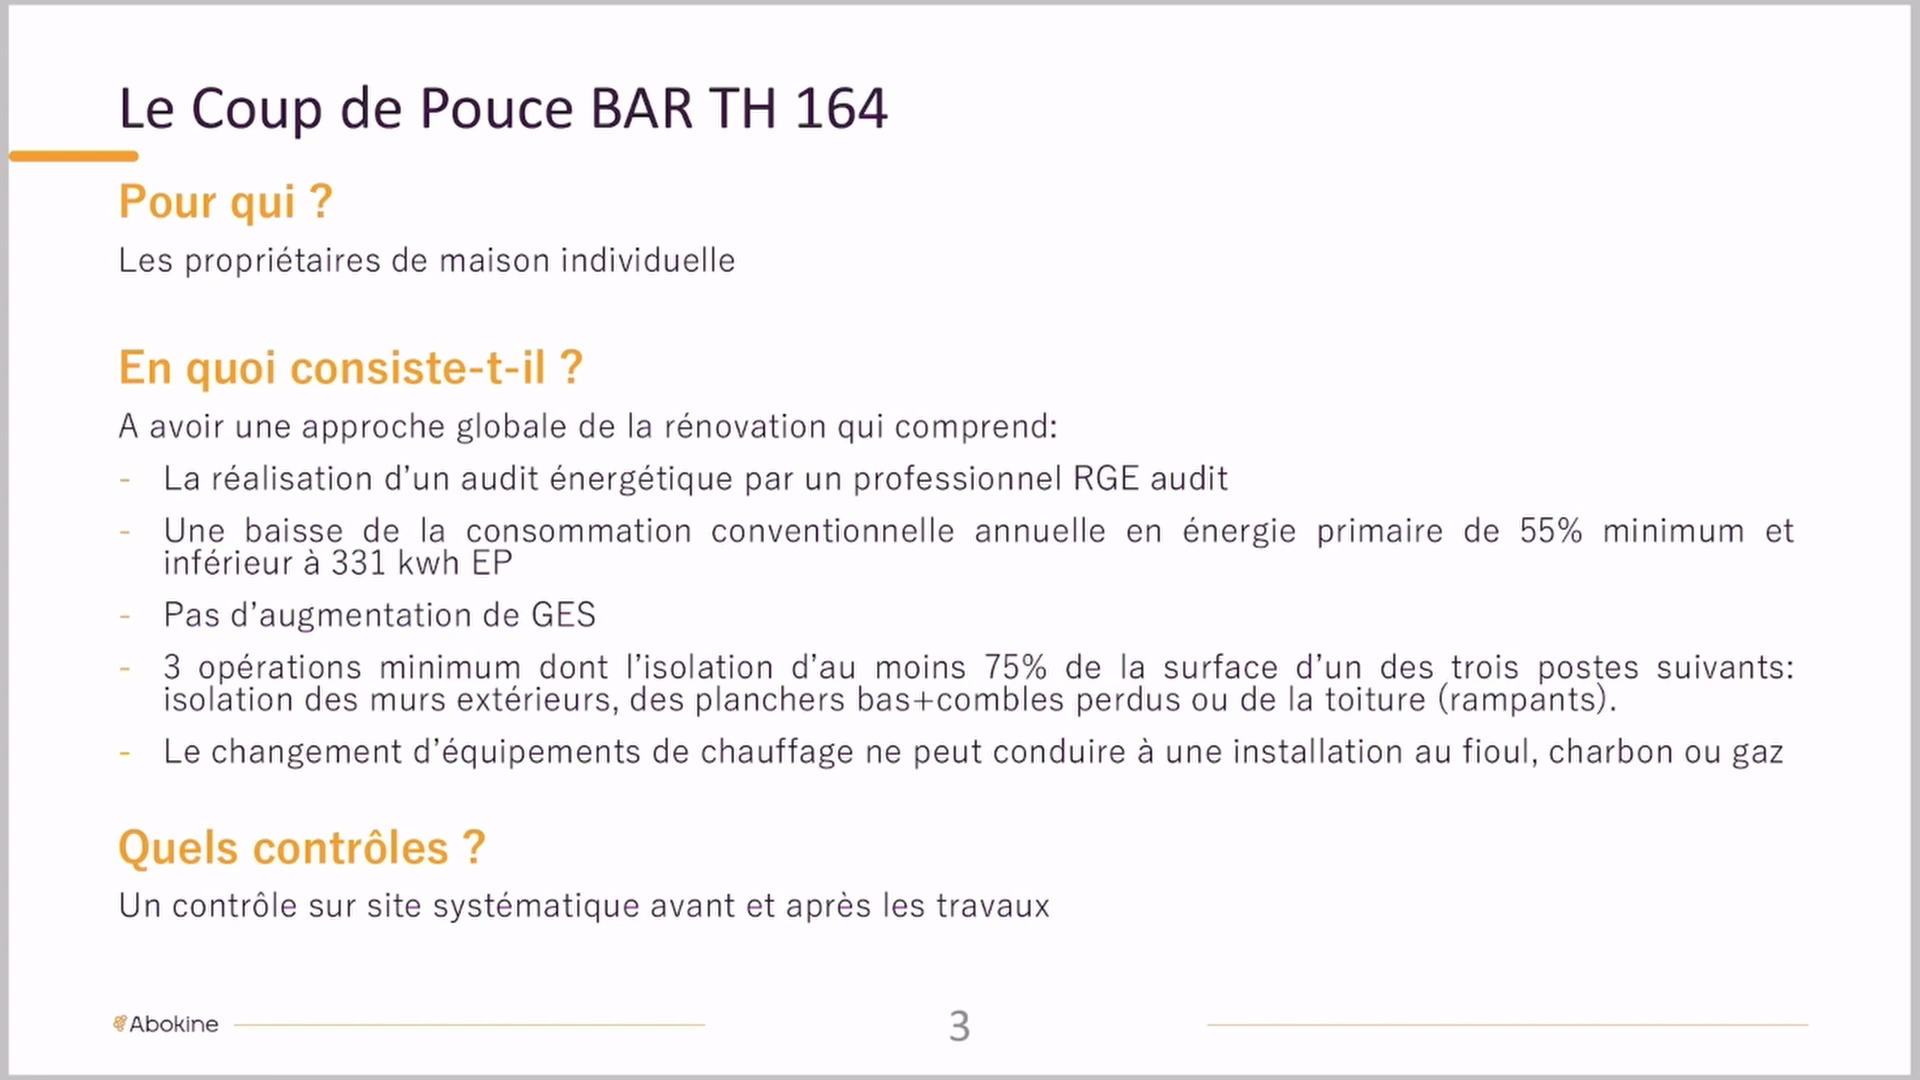 Le Coup de Pouce BAR TH 164
Pour qui ?
Les propriétaires de maison individuelle
En quoi consiste-t-il ?
A avoir une approche globale de la rénovation qui comprend:
- La réalisation d’un audit énergétique par un professionnel RGE audit
- Une baisse de la consommation conventionnelle annuelle en énergie primaire de 55% minimum et
inférieur à 331 kwh EP
- Pas d’augmentation de GES
- 3 opérations minimum dont l’isolation d’au moins 75% de la surface d’un des trois postes suivants:
isolation des murs extérieurs, des planchers bas+combles perdus ou de la toiture (rampants).
- Le changement d’équipements de chauffage ne peut conduire à une installation au fioul, charbon ou gaz
Quels contrôles ?
Un contrôle sur site systématique avant et après les travaux
Abokine
3